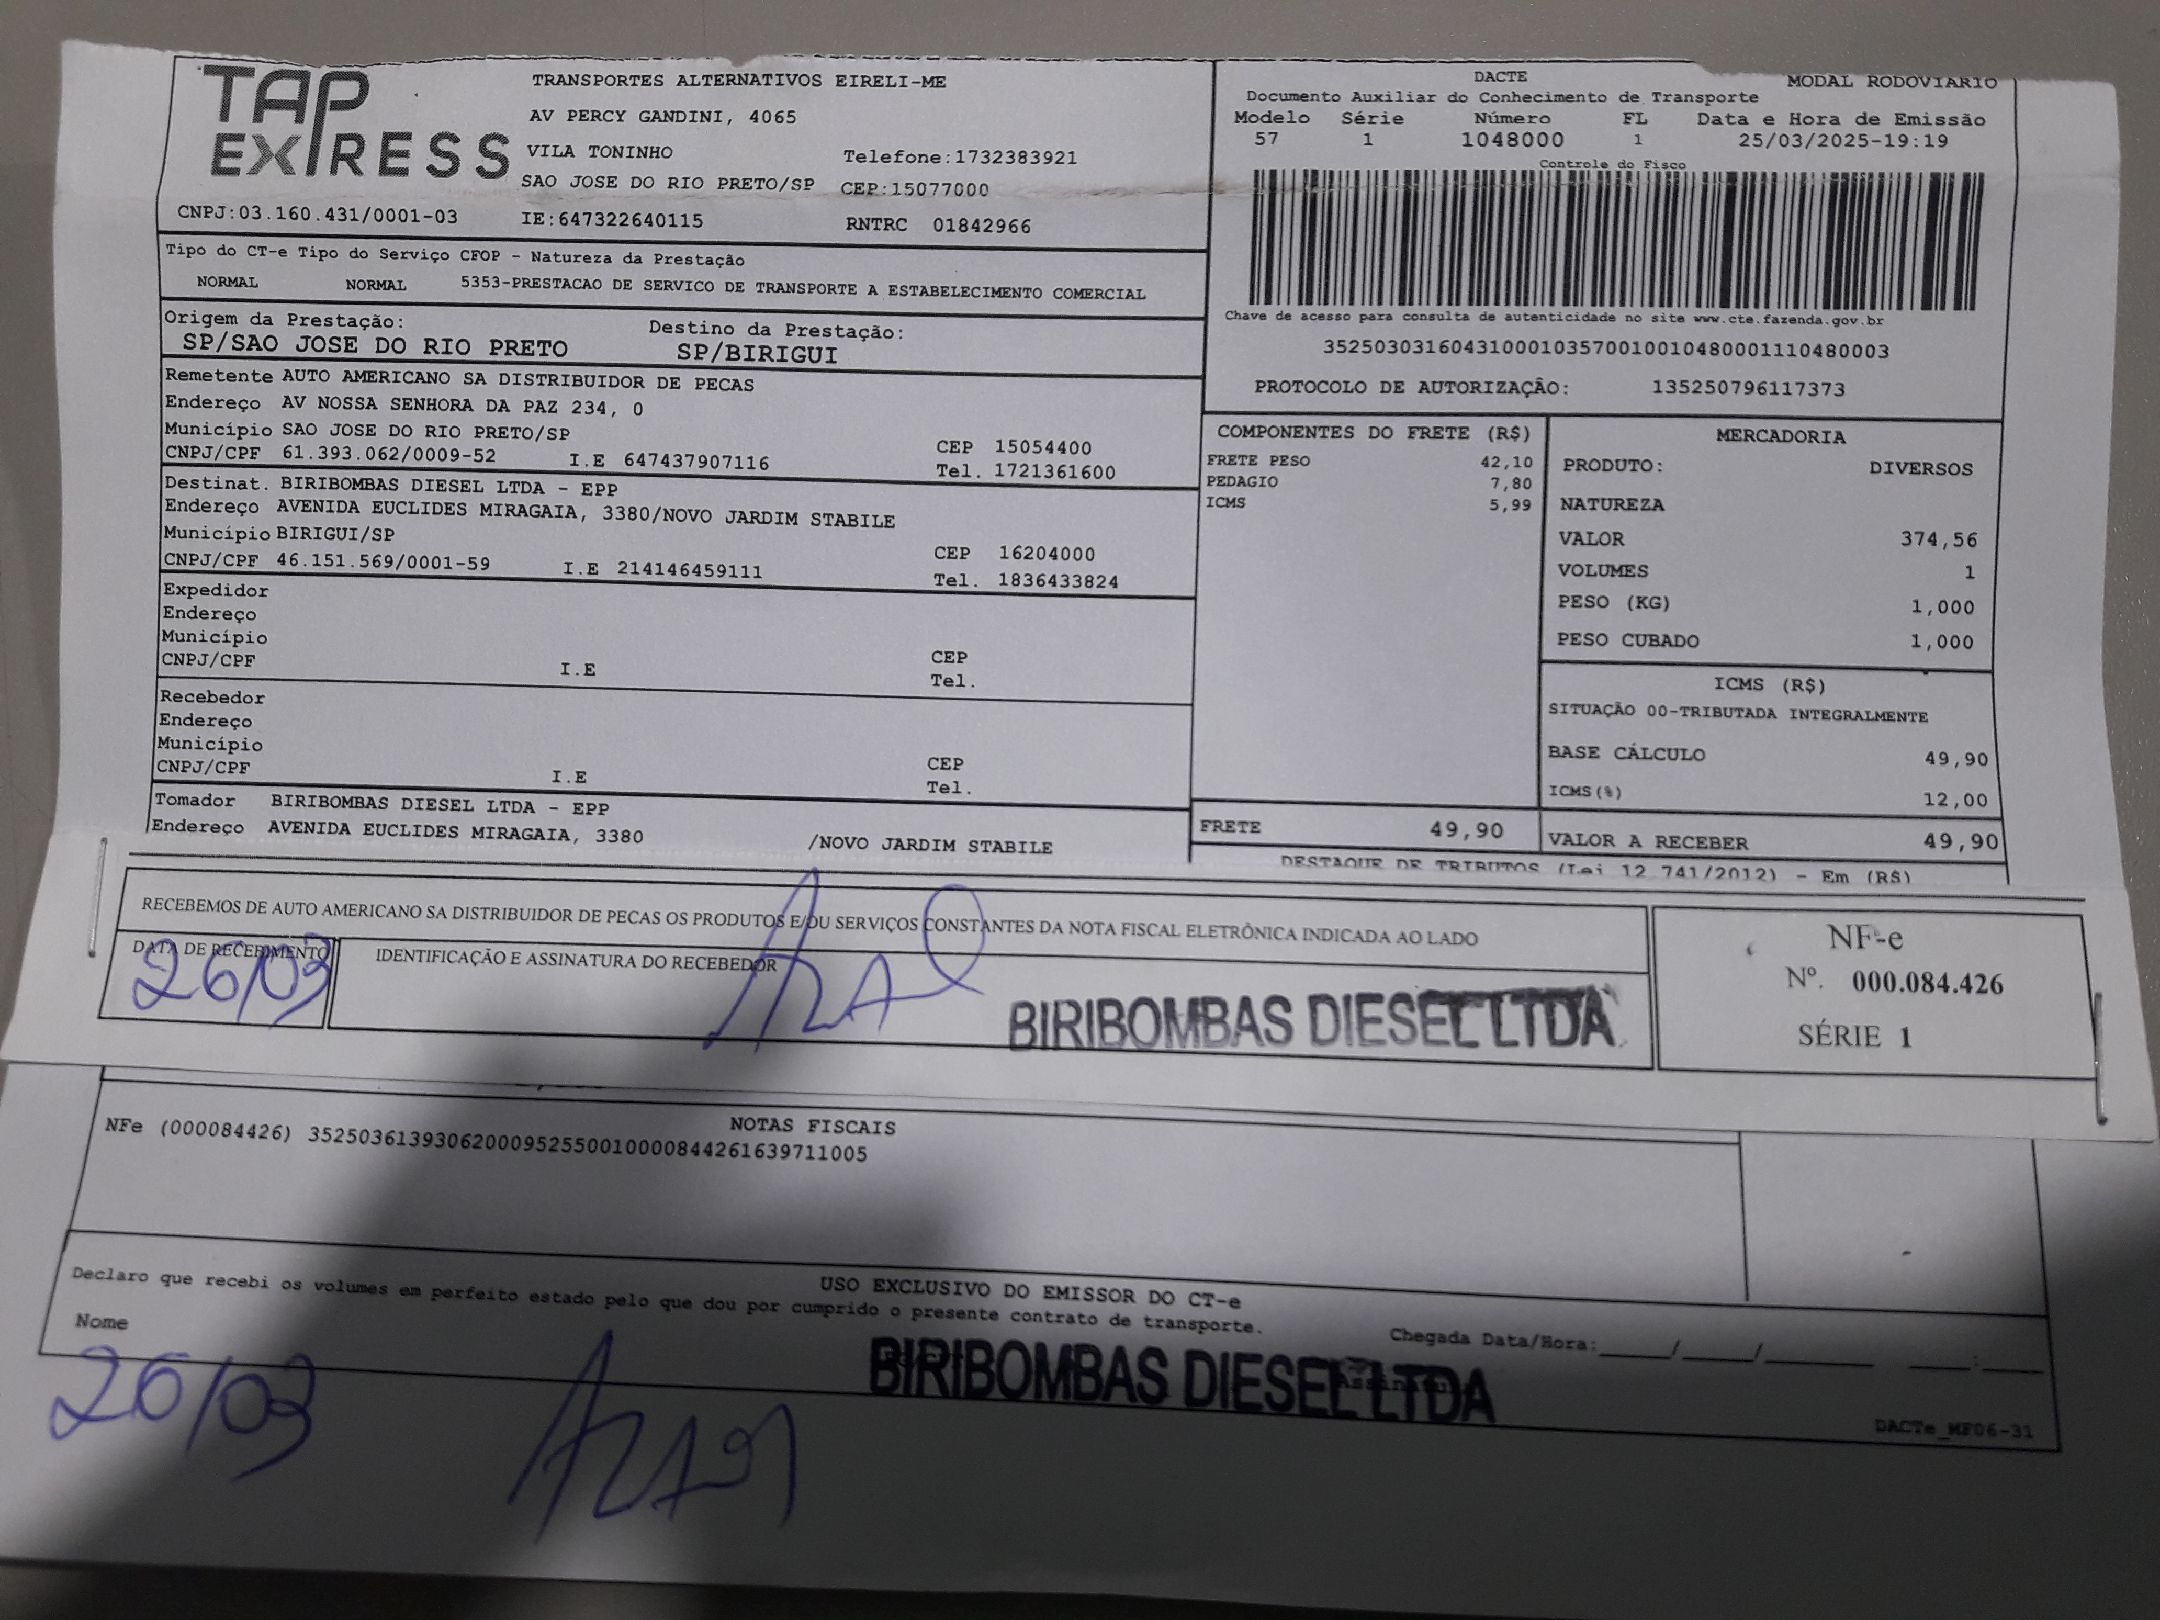 TAP EXPRESS
TRANSPORTES ALTERNATIVOS EIRELI-ME
AV PERCY GANDINI, 4065
VILA TONINHO
Telefone:1732383921
SAO JOSE DO RIO PRETO/SP CEP:15077000
CNPJ:03.160.431/0001-03 IE:647322640115 RNTRC 01842966
DACTE MODAL RODOVIÁRIO
Documento Auxiliar do Conhecimento de Transporte
Modelo Série Número FL Data e Hora de Emissão
57 1 1048000 1 25/03/2025-19:19
Controle do Fisco
Chave de acesso para consulta de autenticidade no site www.cte.fazenda.gov.br
35250303160431000103570010010480001110480003
PROTOCOLO DE AUTORIZAÇÃO: 135250796117373
Tipo do CT-e Tipo do Serviço CFOP - Natureza da Prestação
NORMAL NORMAL 5353-PRESTACAO DE SERVICO DE TRANSPORTE A ESTABELECIMENTO COMERCIAL
Origem da Prestação: Destino da Prestação:
SP/SAO JOSE DO RIO PRETO SP/BIRIGUI
Remetente AUTO AMERICANO SA DISTRIBUIDOR DE PECAS
Endereço AV NOSSA SENHORA DA PAZ 234, 0
Município SAO JOSE DO RIO PRETO/SP CEP 15054400
CNPJ/CPF 61.393.062/0009-52 I.E 647437907116 Tel. 1721361600
Destinat. BIRIBOMBAS DIESEL LTDA - EPP
Endereço AVENIDA EUCLIDES MIRAGAIA, 3380/NOVO JARDIM STABILE
Município BIRIGUI/SP CEP 16204000
CNPJ/CPF 46.151.569/0001-59 I.E 214146459111 Tel. 1836433824
Expedidor
Endereço
Município CEP
CNPJ/CPF I.E Tel.
Recebedor
Endereço
Município CEP
CNPJ/CPF I.E Tel.
Tomador BIRIBOMBAS DIESEL LTDA - EPP
Endereço AVENIDA EUCLIDES MIRAGAIA, 3380 /NOVO JARDIM STABILE
COMPONENTES DO FRETE (R$)
FRETE PESO 42,10
PEDAGIO 7,80
ICMS 5,99
FRETE 49,90
MERCADORIA
PRODUTO: DIVERSOS
NATUREZA
VALOR 374,56
VOLUMES 1
PESO (KG) 1,000
PESO CUBADO 1,000
ICMS (R$)
SITUAÇÃO 00-TRIBUTADA INTEGRALMENTE
BASE CÁLCULO 49,90
ICMS(%) 12,00
VALOR A RECEBER 49,90
DESTAQUE DE TRIBUTOS (Lei 12 741/2012) - Em (R$)
RECEBEMOS DE AUTO AMERICANO SA DISTRIBUIDOR DE PECAS OS PRODUTOS E/OU SERVIÇOS CONSTANTES DA NOTA FISCAL ELETRÔNICA INDICADA AO LADO
DATA DE RECEBIMENTO IDENTIFICAÇÃO E ASSINATURA DO RECEBEDOR
26/03
BIRIBOMBAS DIESEL LTDA
NF-e
Nº. 000.084.426
SÉRIE 1
NOTAS FISCAIS
NFe (000084426) 35250361393062000952550010000844261639711005
USO EXCLUSIVO DO EMISSOR DO CT-e
Declaro que recebi os volumes em perfeito estado pelo que dou por cumprido o presente contrato de transporte.
Nome Chegada Data/Hora:____/____/______ ____:____
26/03
BIRIBOMBAS DIESEL LTDA
DACTe_MF06-31